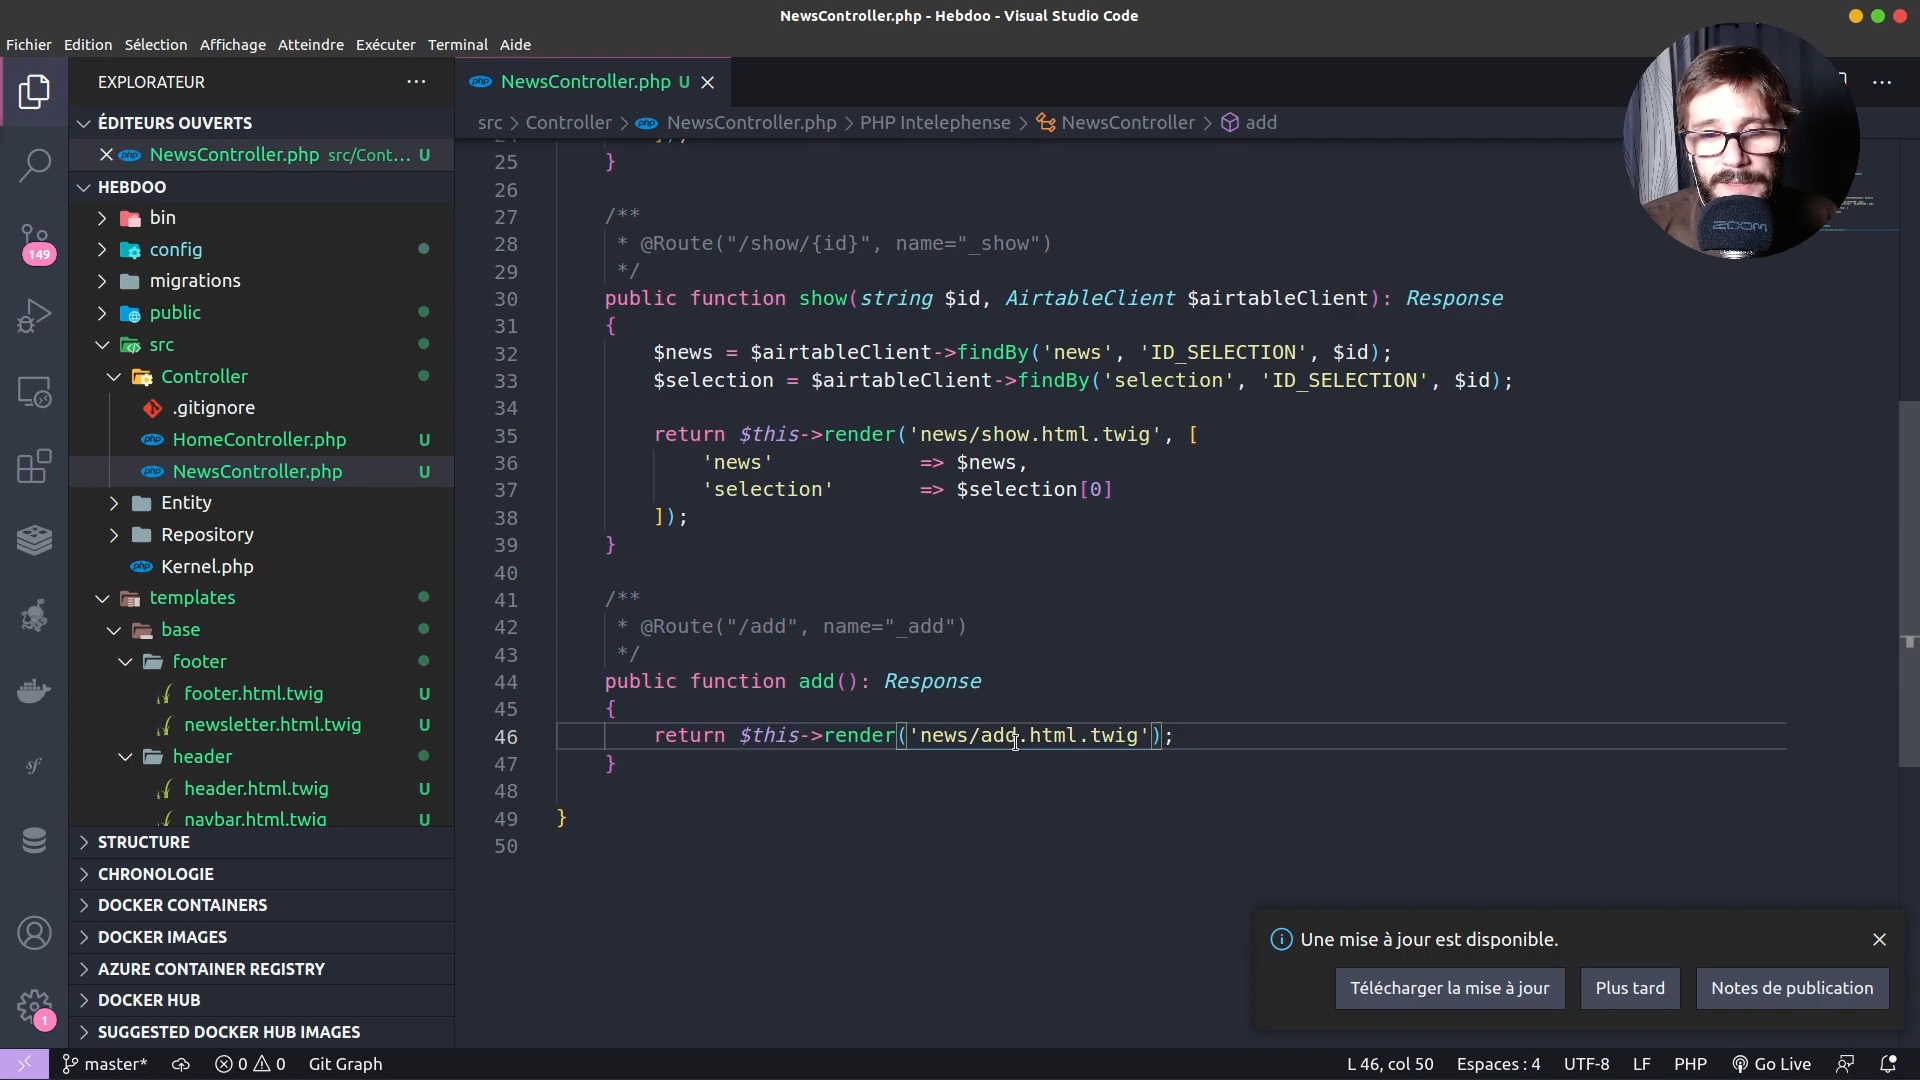 NewsController.php - Hebdoo - Visual Studio Code
Fichier Edition Sélection Affichage Atteindre Exécuter Terminal Aide
EXPLORATEUR
ÉDITEURS OUVERTS
NewsController.php src/Cont... U
HEBDOO
bin
config
migrations
public
src
Controller
.gitignore
HomeController.php U
NewsController.php U
Entity
Repository
Kernel.php
templates
base
footer
footer.html.twig U
newsletter.html.twig U
header
header.html.twig U
navbar.html.twig U
STRUCTURE
CHRONOLOGIE
DOCKER CONTAINERS
DOCKER IMAGES
AZURE CONTAINER REGISTRY
DOCKER HUB
SUGGESTED DOCKER HUB IMAGES
149
1
php NewsController.php U
src > Controller > NewsController.php > PHP Intelephense > NewsController > add
25 }
26
27 /**
28 * @Route("/show/{id}", name="_show")
29 */
30 public function show(string $id, AirtableClient $airtableClient): Response
31 {
32 $news = $airtableClient->findBy('news', 'ID_SELECTION', $id);
33 $selection = $airtableClient->findBy('selection', 'ID_SELECTION', $id);
34
35 return $this->render('news/show.html.twig', [
36 'news' => $news,
37 'selection' => $selection[0]
38 ]);
39 }
40
41 /**
42 * @Route("/add", name="_add")
43 */
44 public function add(): Response
45 {
46 return $this->render('news/add.html.twig');
47 }
48
49 }
50
zoom
Une mise à jour est disponible.
Télécharger la mise à jour Plus tard Notes de publication
master* 0 0 Git Graph L 46, col 50 Espaces : 4 UTF-8 LF PHP Go Live